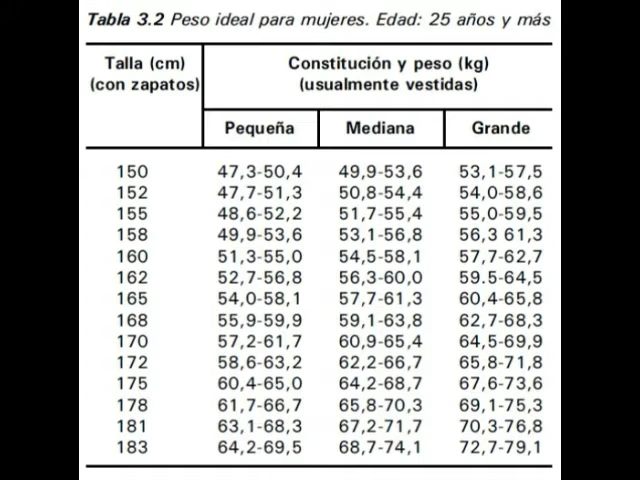 Tabla 3.2 Peso ideal para mujeres. Edad: 25 años y más
Talla (cm) Constitución y peso (kg)
(con zapatos) (usualmente vestidas)
Pequeña Mediana Grande
150 47,3-50,4 49,9-53,6 53,1-57,5
152 47,7-51,3 50,8-54,4 54,0-58,6
155 48,6-52,2 51,7-55,4 55,0-59,5
158 49,9-53,6 53,1-56,8 56,3 61,3
160 51,3-55,0 54,5-58,1 57,7-62,7
162 52,7-56,8 56,3-60,0 59.5-64,5
165 54,0-58,1 57,7-61,3 60,4-65,8
168 55,9-59,9 59,1-63,8 62,7-68,3
170 57,2-61,7 60,9-65,4 64,5-69,9
172 58,6-63,2 62,2-66,7 65,8-71,8
175 60,4-65,0 64,2-68,7 67,6-73,6
178 61,7-66,7 65,8-70,3 69,1-75,3
181 63,1-68,3 67,2-71,7 70,3-76,8
183 64,2-69,5 68,7-74,1 72,7-79,1